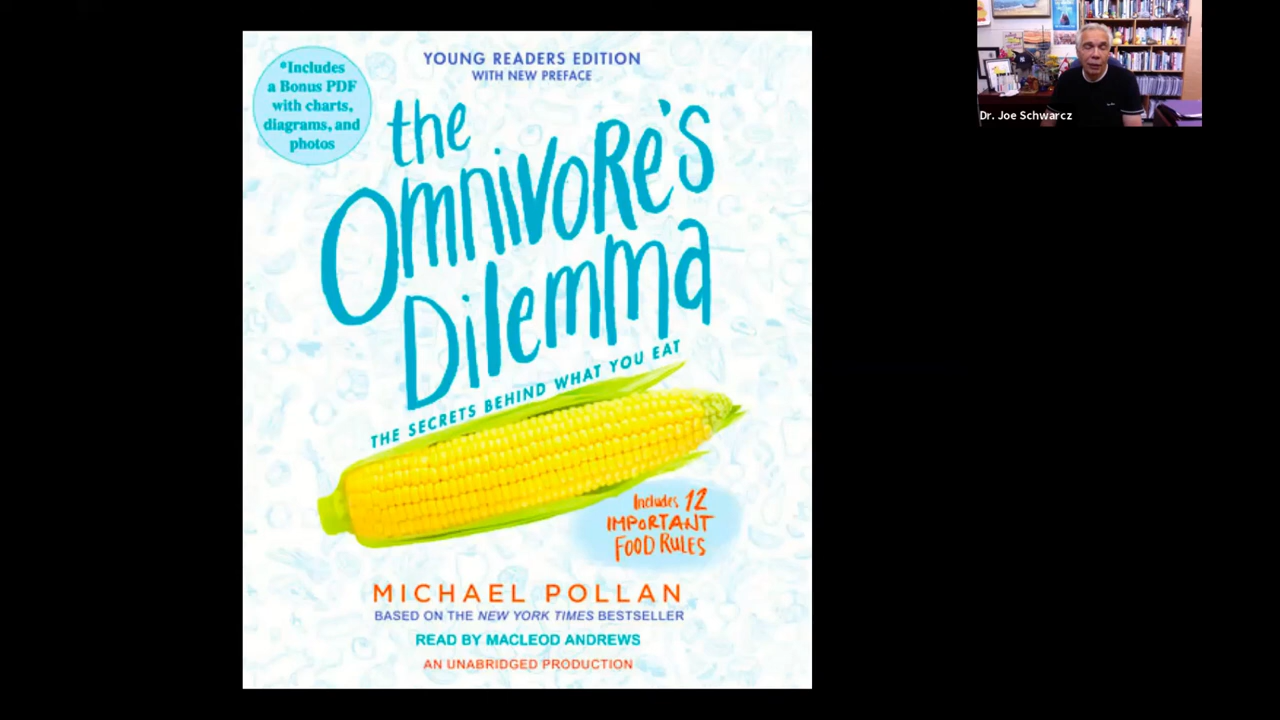 *Includes
a Bonus PDF
with charts,
diagrams, and
photos
YOUNG READERS EDITION
WITH NEW PREFACE
the
Omnivore's
Dilemma
THE SECRETS BEHIND WHAT YOU EAT
Includes 12
IMPORTANT
FOOD RULES
MICHAEL POLLAN
BASED ON THE NEW YORK TIMES BESTSELLER
READ BY MACLEOD ANDREWS
AN UNABRIDGED PRODUCTION
Dr. Joe Schwarcz